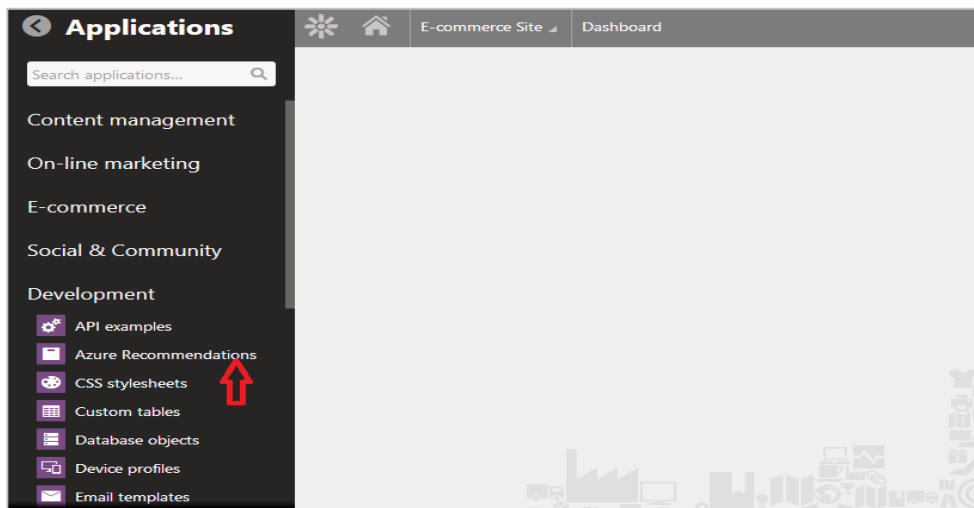 Applications
E-commerce Site
Dashboard
Search applications...
Content management
On-line marketing
E-commerce
Social & Community
Development
API examples
Azure Recommendations
CSS stylesheets
Custom tables
Database objects
Device profiles
Email templates